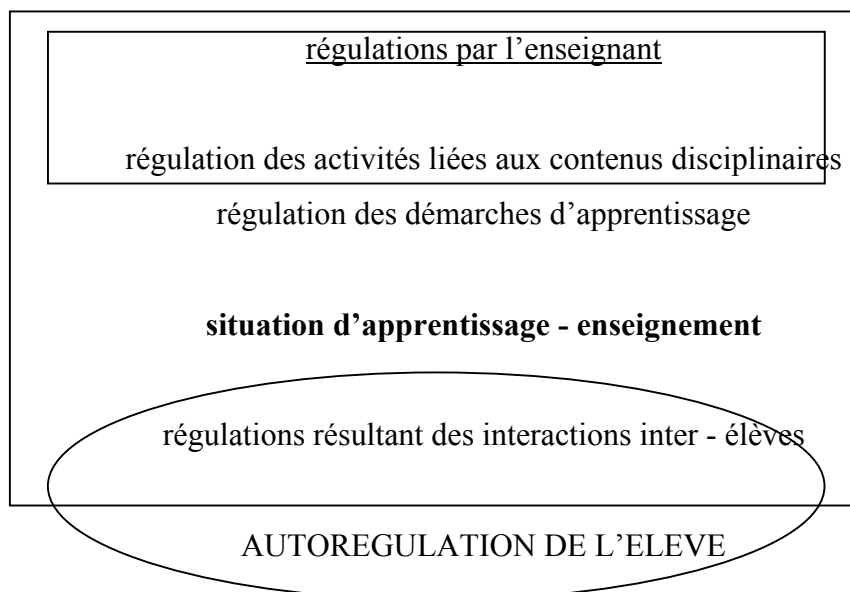 régulations par l’enseignant
régulation des activités liées aux contenus disciplinaires
régulation des démarches d’apprentissage
situation d’apprentissage - enseignement
régulations résultant des interactions inter - élèves
AUTOREGULATION DE L’ELEVE